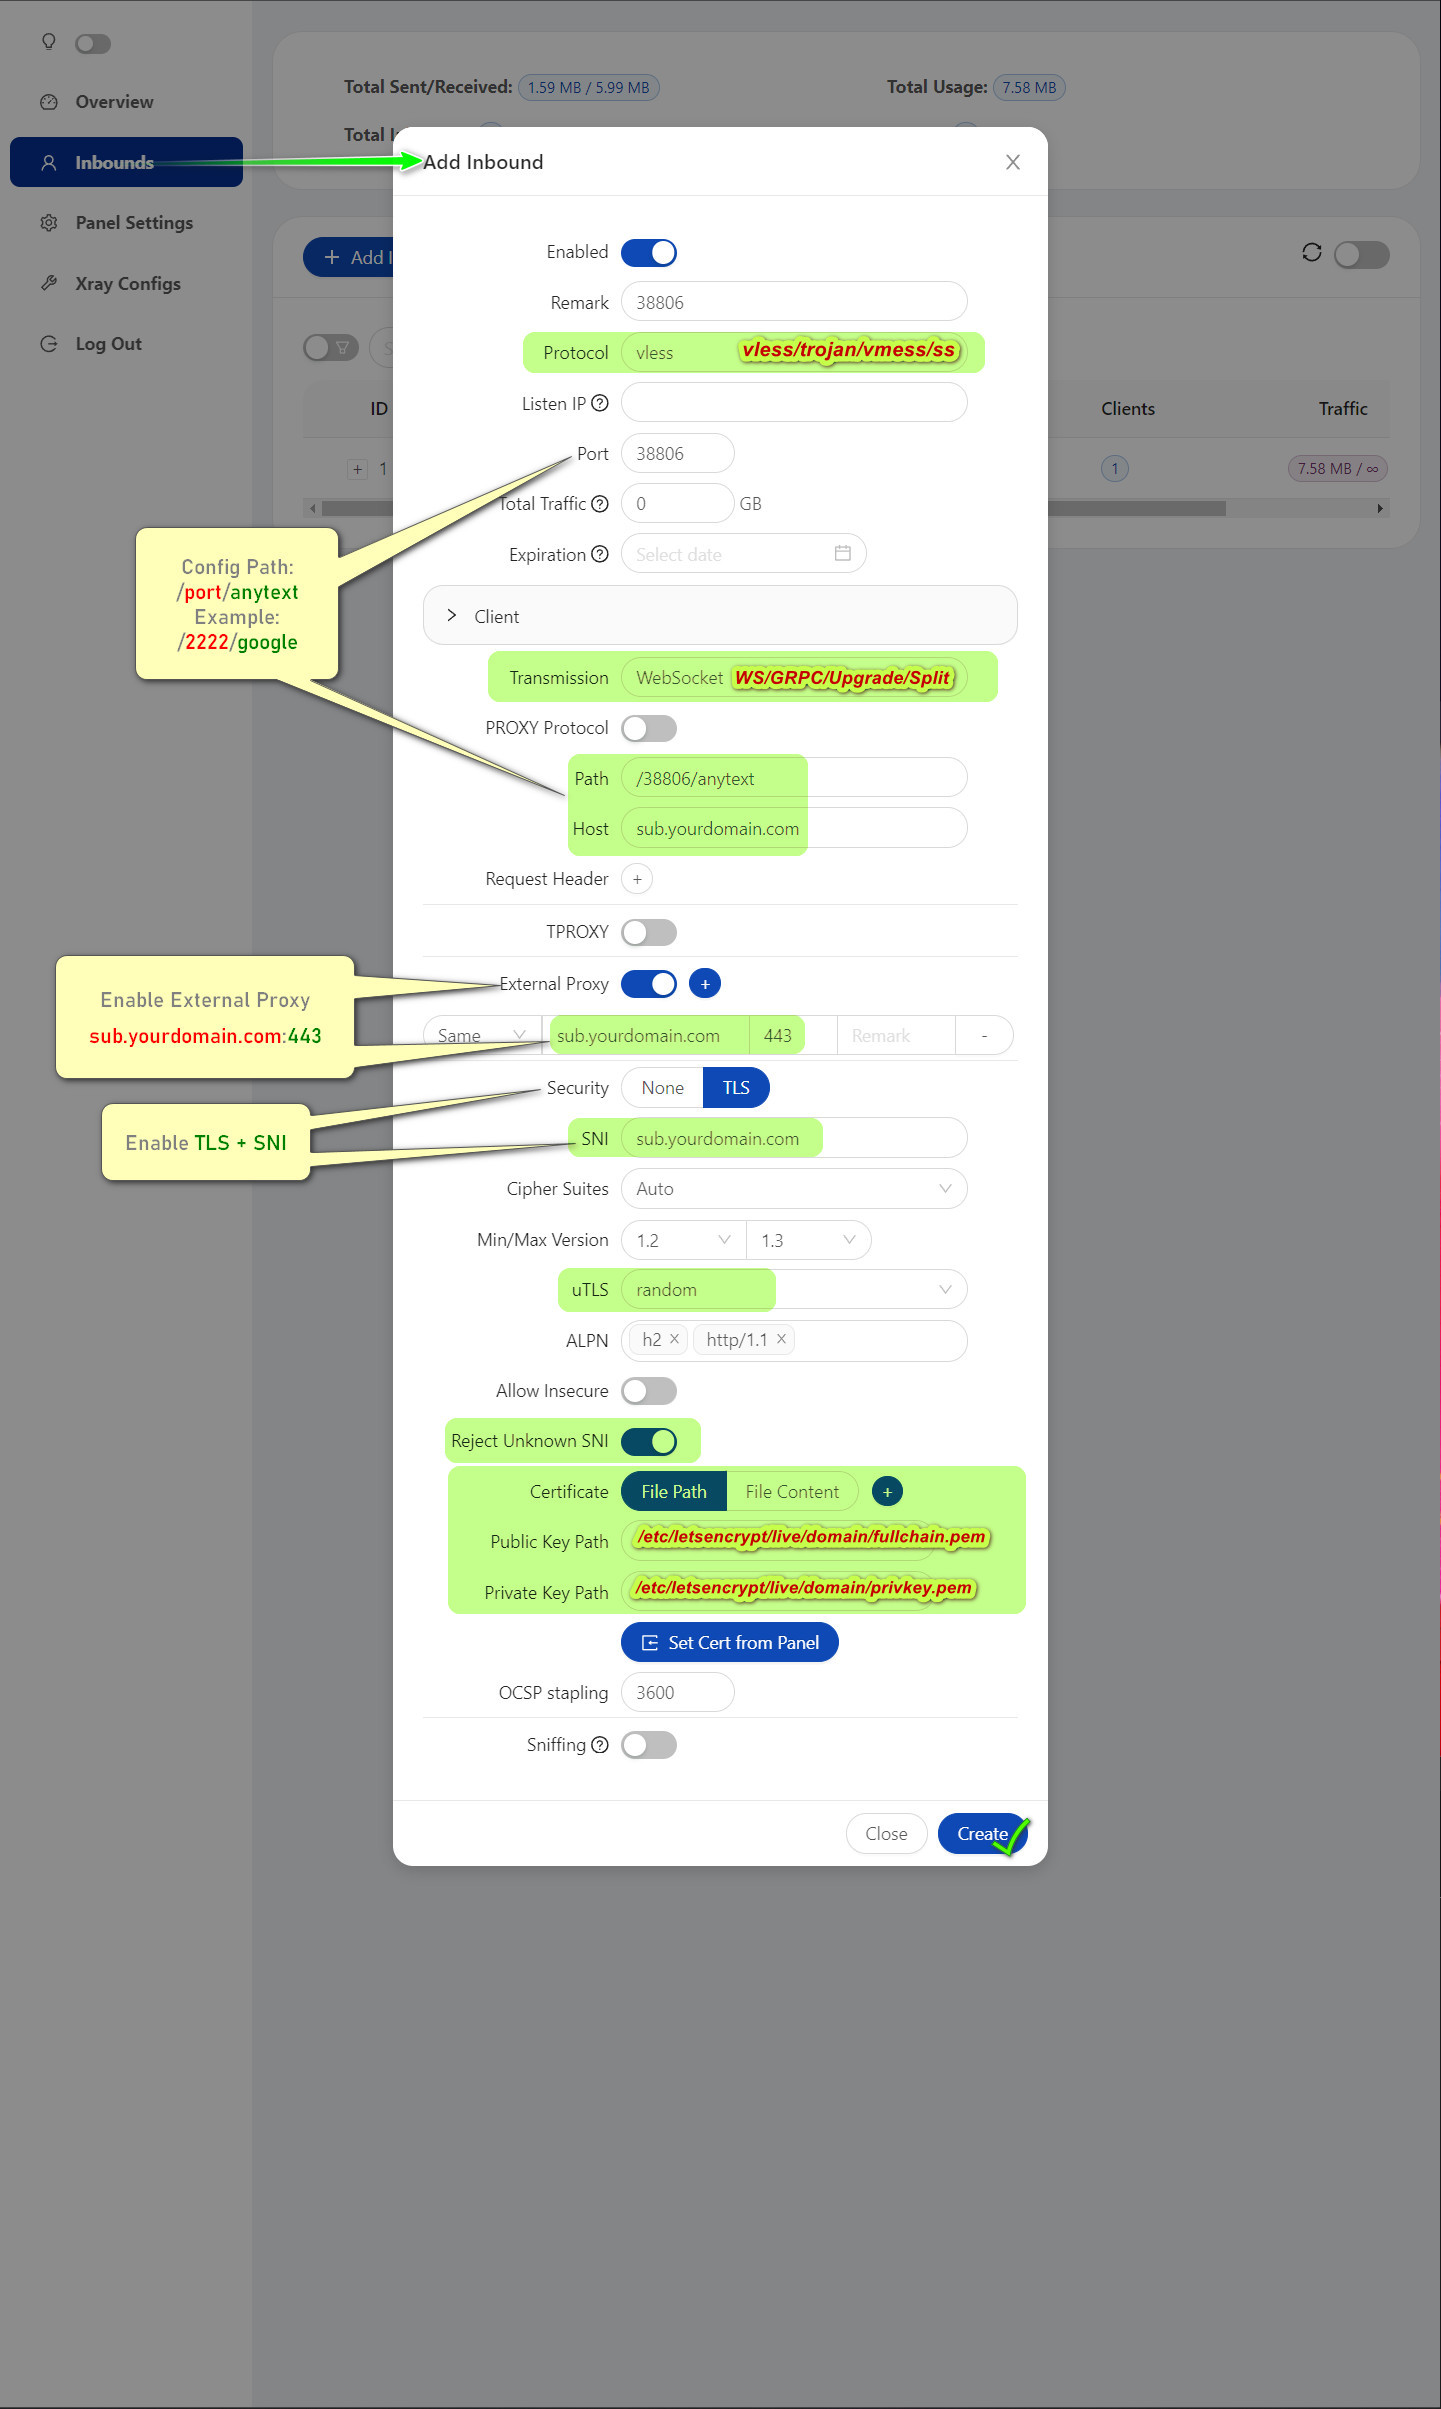 Total Sent/Received: 1.59 MB / 5.99 MB
Total Usage: 7.58 MB
Overview
Total
Inbounds
Add Inbound
Panel Settings
Enabled
Add
Xray Configs
Remark 38806
Log Out
Protocol vless vless/trojan/vmess/ss
Listen IP
ID
Clients
Traffic
Port 38806
+ 1
1
7.58 MB / ∞
Total Traffic 0 GB
Expiration Select date
Config Path:
/port/anytext
Example:
/2222/google
> Client
Transmission WebSocket WS/GRPC/Upgrade/Split
PROXY Protocol
Path /38806/anytext
Host sub.yourdomain.com
Request Header +
TPROXY
External Proxy +
Enable External Proxy
sub.yourdomain.com:443
Same sub.yourdomain.com 443 Remark -
Security None TLS
Enable TLS + SNI
SNI sub.yourdomain.com
Cipher Suites Auto
Min/Max Version 1.2 1.3
uTLS random
ALPN h2 × http/1.1 ×
Allow Insecure
Reject Unknown SNI
Certificate File Path File Content +
Public Key Path /etc/letsencrypt/live/domain/fullchain.pem
Private Key Path /etc/letsencrypt/live/domain/privkey.pem
Set Cert from Panel
OCSP stapling 3600
Sniffing
Close Create